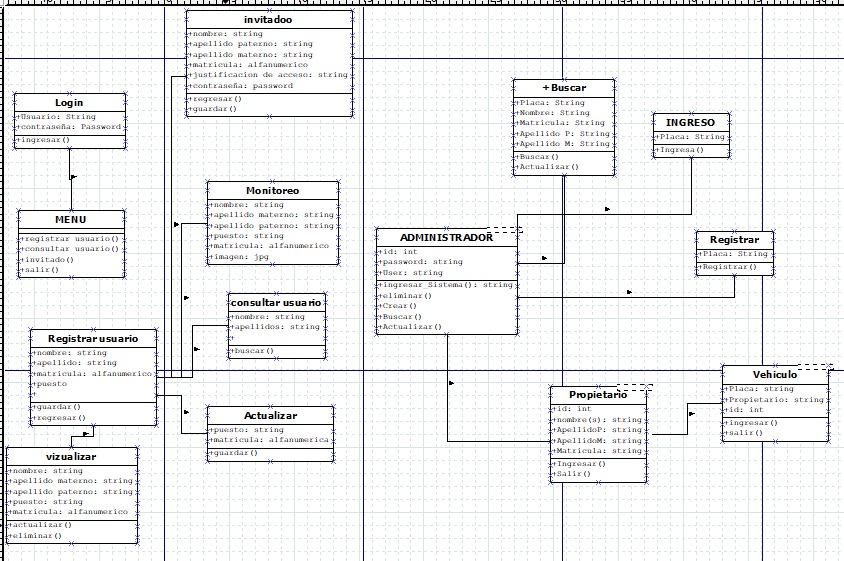 invitadoo
+nombre: string
+apellido paterno: string
+apellido materno: string
+matricula: alfanumerico
+justificacion de acceso: string
+contraseña: password
+regresar()
+guardar()
Login
+Usuario: String
+contraseña: Password
+ingresar()
MENU
+registrar usuario()
+consultar usuario()
+invitado()
+salir()
Monitoreo
+nombre: string
+apellido materno: string
+apellido paterno: string
+puesto: string
+matricula: alfanumerico
+imagen: jpg
consultar usuario
+nombre: string
+apellidos: string
+
+buscar()
Registrar usuario
+nombre: string
+apellido: string
+matricula: alfanumerico
+puesto
+
+guardar()
+regresar()
Actualizar
+puesto: string
+matricula: alfanumerica
+guardar()
vizualizar
+nombre: string
+apellido materno: string
+apellido paterno: string
+puesto: string
+matricula: alfanumerico
+actualizar()
+eliminar()
+Buscar
+Placa: String
+Nombre: String
+Matricula: String
+Apellido P: String
+Apellido M: String
+Buscar()
+Actualizar()
INGRESO
+Placa: String
+Ingresa()
ADMINISTRADOR
+id: int
+password: string
+User: string
+ingresar_Sistema(): string
+eliminar()
+Crear()
+Buscar()
+Actualizar()
Registrar
+Placa: String
+Registrar()
Propietario
+id: int
+nombre(s): string
+ApellidoP: string
+ApellidoM: string
+Matricula: string
+Ingresar()
+Salir()
Vehiculo
+Placa: string
+Propietario: string
+id: int
+ingresar()
+salir()